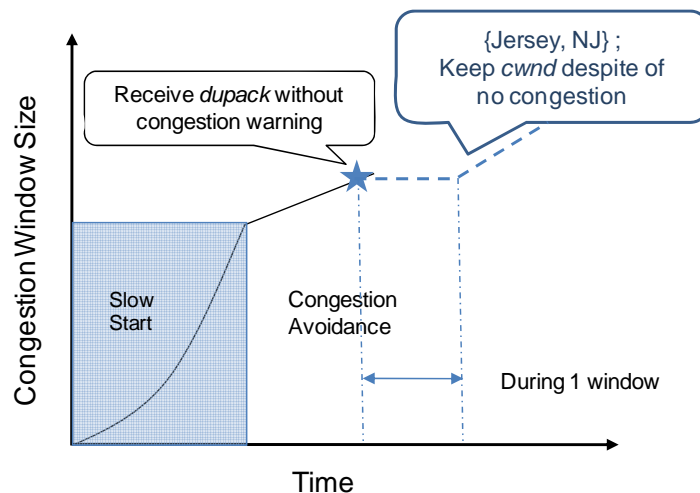 {Jersey, NJ} ;
Keep cwnd despite of
no congestion
Receive dupack without
congestion warning
Congestion Window Size
Slow
Start
Congestion
Avoidance
During 1 window
Time